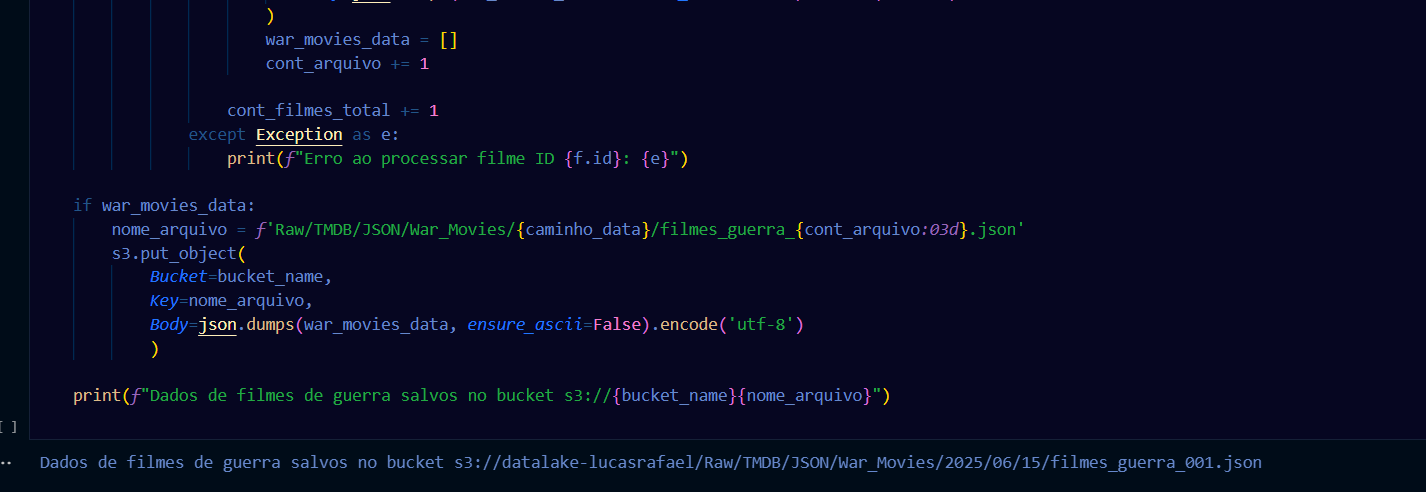 )
war_movies_data = []
cont_arquivo += 1
cont_filmes_total += 1
except Exception as e:
print(f"Erro ao processar filme ID {f.id}: {e}")
if war_movies_data:
nome_arquivo = f'Raw/TMDB/JSON/War_Movies/{caminho_data}/filmes_guerra_{cont_arquivo:03d}.json'
s3.put_object(
Bucket=bucket_name,
Key=nome_arquivo,
Body=json.dumps(war_movies_data, ensure_ascii=False).encode('utf-8')
)
print(f"Dados de filmes de guerra salvos no bucket s3://{bucket_name}{nome_arquivo}")
[ ]
Dados de filmes de guerra salvos no bucket s3://datalake-lucasrafael/Raw/TMDB/JSON/War_Movies/2025/06/15/filmes_guerra_001.json